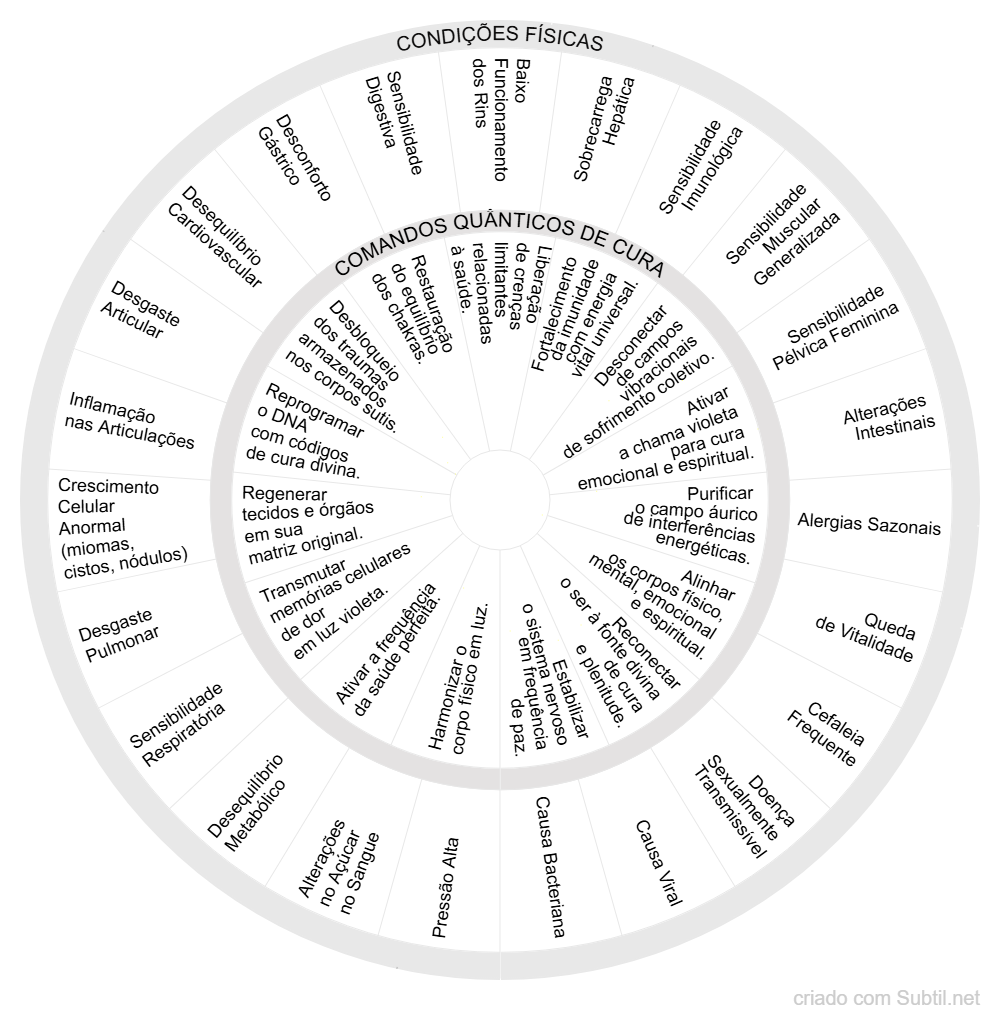 CONDIÇÕES FÍSICAS
Baixo
Funcionamento
dos Rins
Sobrecarrega
Hepática
Sensibilidade
Imunológica
Sensibilidade
Muscular
Generalizada
Sensibilidade
Pélvica Feminina
Alterações
Intestinais
Alergias Sazonais
Queda
de Vitalidade
Cefaleia
Frequente
Doença
Sexualmente
Transmissível
Causa Viral
Causa Bacteriana
Pressão Alta
Alterações
no Açúcar
no Sangue
Desequilíbrio
Metabólico
Sensibilidade
Respiratória
Desgaste
Pulmonar
Crescimento
Celular
Anormal
(miomas,
cistos, nódulos)
Inflamação
nas Articulações
Desgaste
Articular
Desequilíbrio
Cardiovascular
Desconforto
Gástrico
Sensibilidade
Digestiva
COMANDOS QUÂNTICOS DE CURA
Liberação
de crenças
limitantes
relacionadas
à saúde.
Fortalecimento
da imunidade
com energia
vital universal.
Desconectar
de campos
vibracionais
de sofrimento coletivo.
Ativar
a chama violeta
para cura
emocional e espiritual.
Purificar
o campo áurico
de interferências
energéticas.
Alinhar
os corpos físico,
mental, emocional
e espiritual.
Reconectar
o ser à fonte divina
de cura
e plenitude.
Estabilizar
o sistema nervoso
em frequência
de paz.
Harmonizar o
corpo físico em luz.
Ativar a frequência
da saúde perfeita.
Transmutar
memórias celulares
de dor
em luz violeta.
Regenerar
tecidos e órgãos
em sua
matriz original.
Reprogramar
o DNA
com códigos
de cura divina.
Desbloqueio
dos traumas
armazenados
nos corpos sutis.
Restauração
do equilíbrio
dos chakras.
criado com Subtil.net